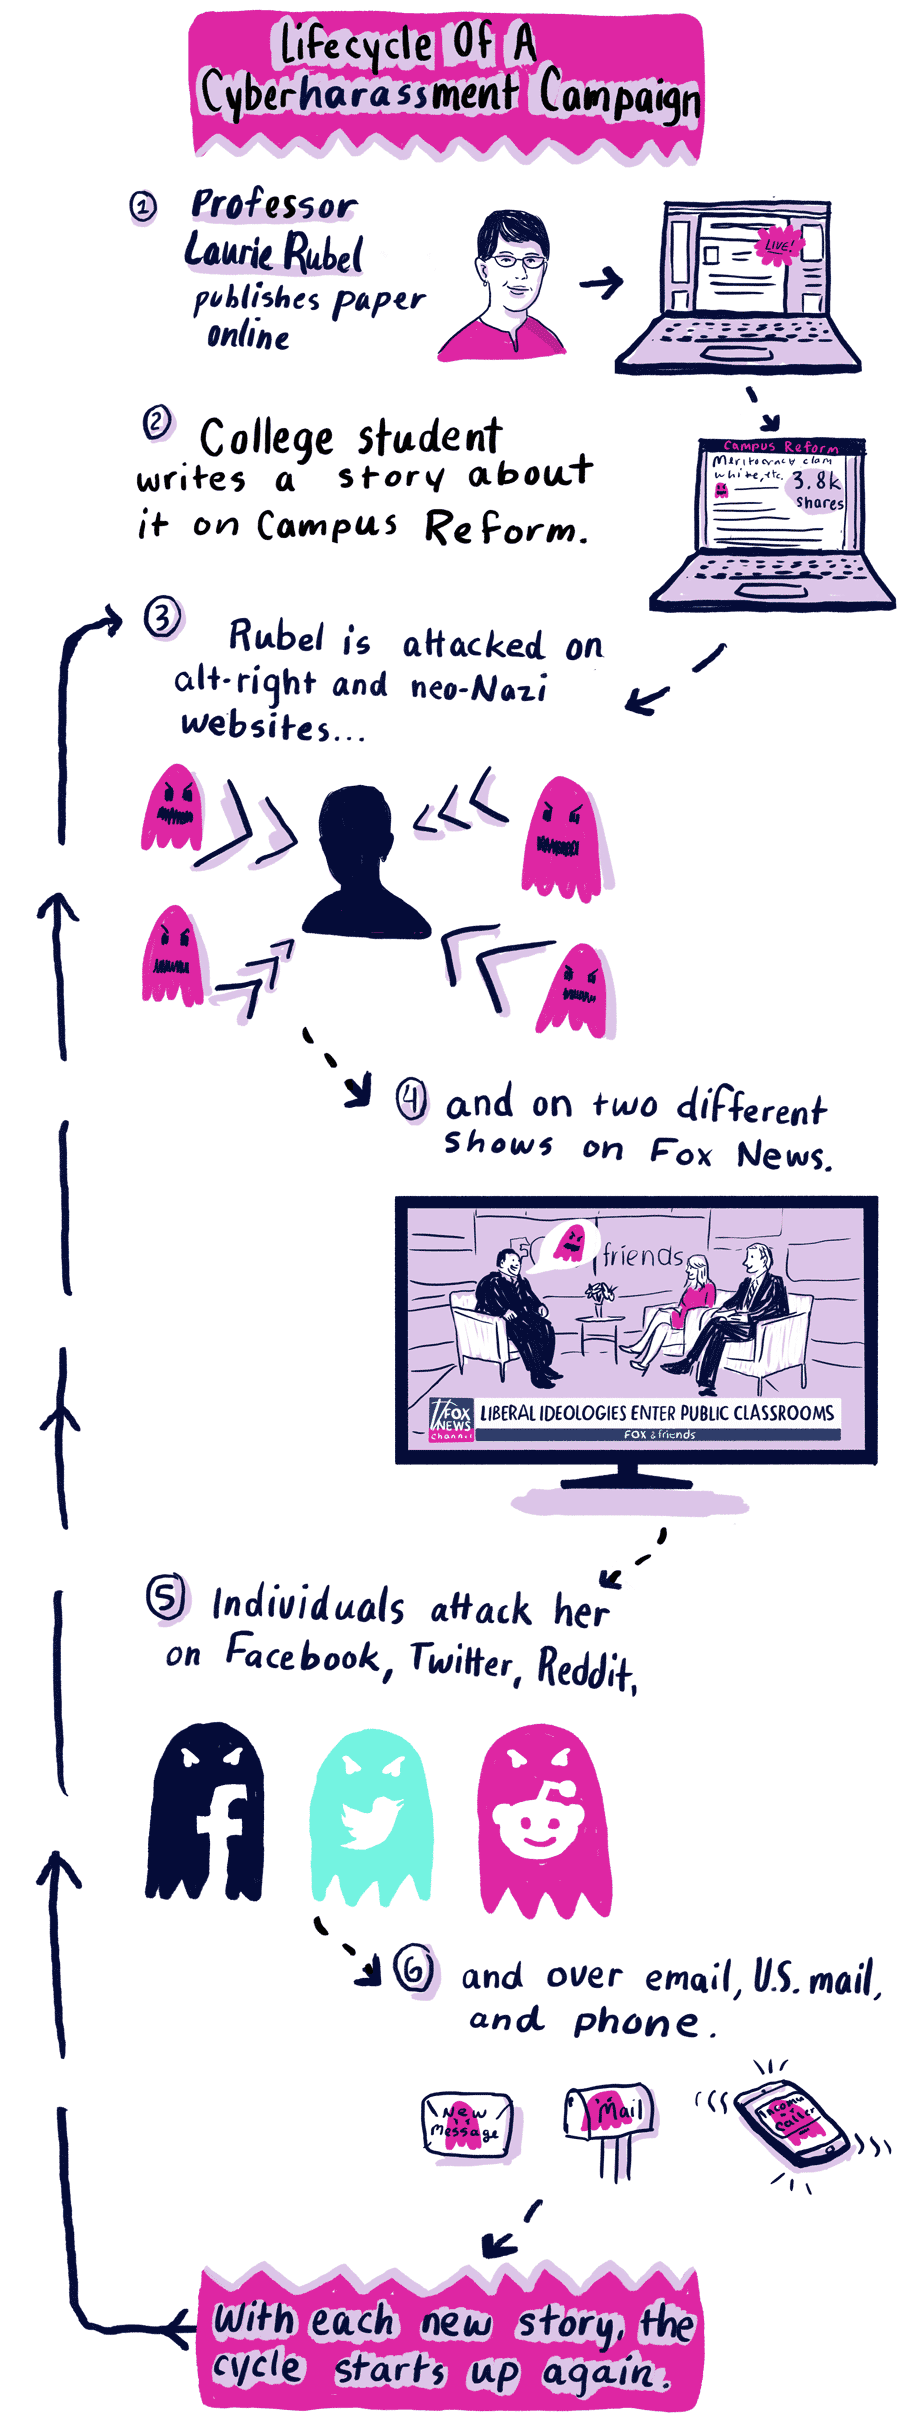 Lifecycle Of A
Cyberharassment Campaign
1
Professor
Laurie Rubel
publishes paper
online
LIVE!
2
College student
writes a story about
it on Campus Reform.
Campus Reform
Meritocracy claim
white, etc.
3.8k
shares
3
Rubel is attacked on
alt-right and neo-Nazi
websites...
4
and on two different
shows on Fox News.
friends
FOX
NEWS
channel
LIBERAL IDEOLOGIES ENTER PUBLIC CLASSROOMS
FOX & friends
5
Individuals attack her
on Facebook, Twitter, Reddit,
6
and over email, U.S. mail,
and phone.
New
Message
Mail
Caller
With each new story, the
cycle starts up again.